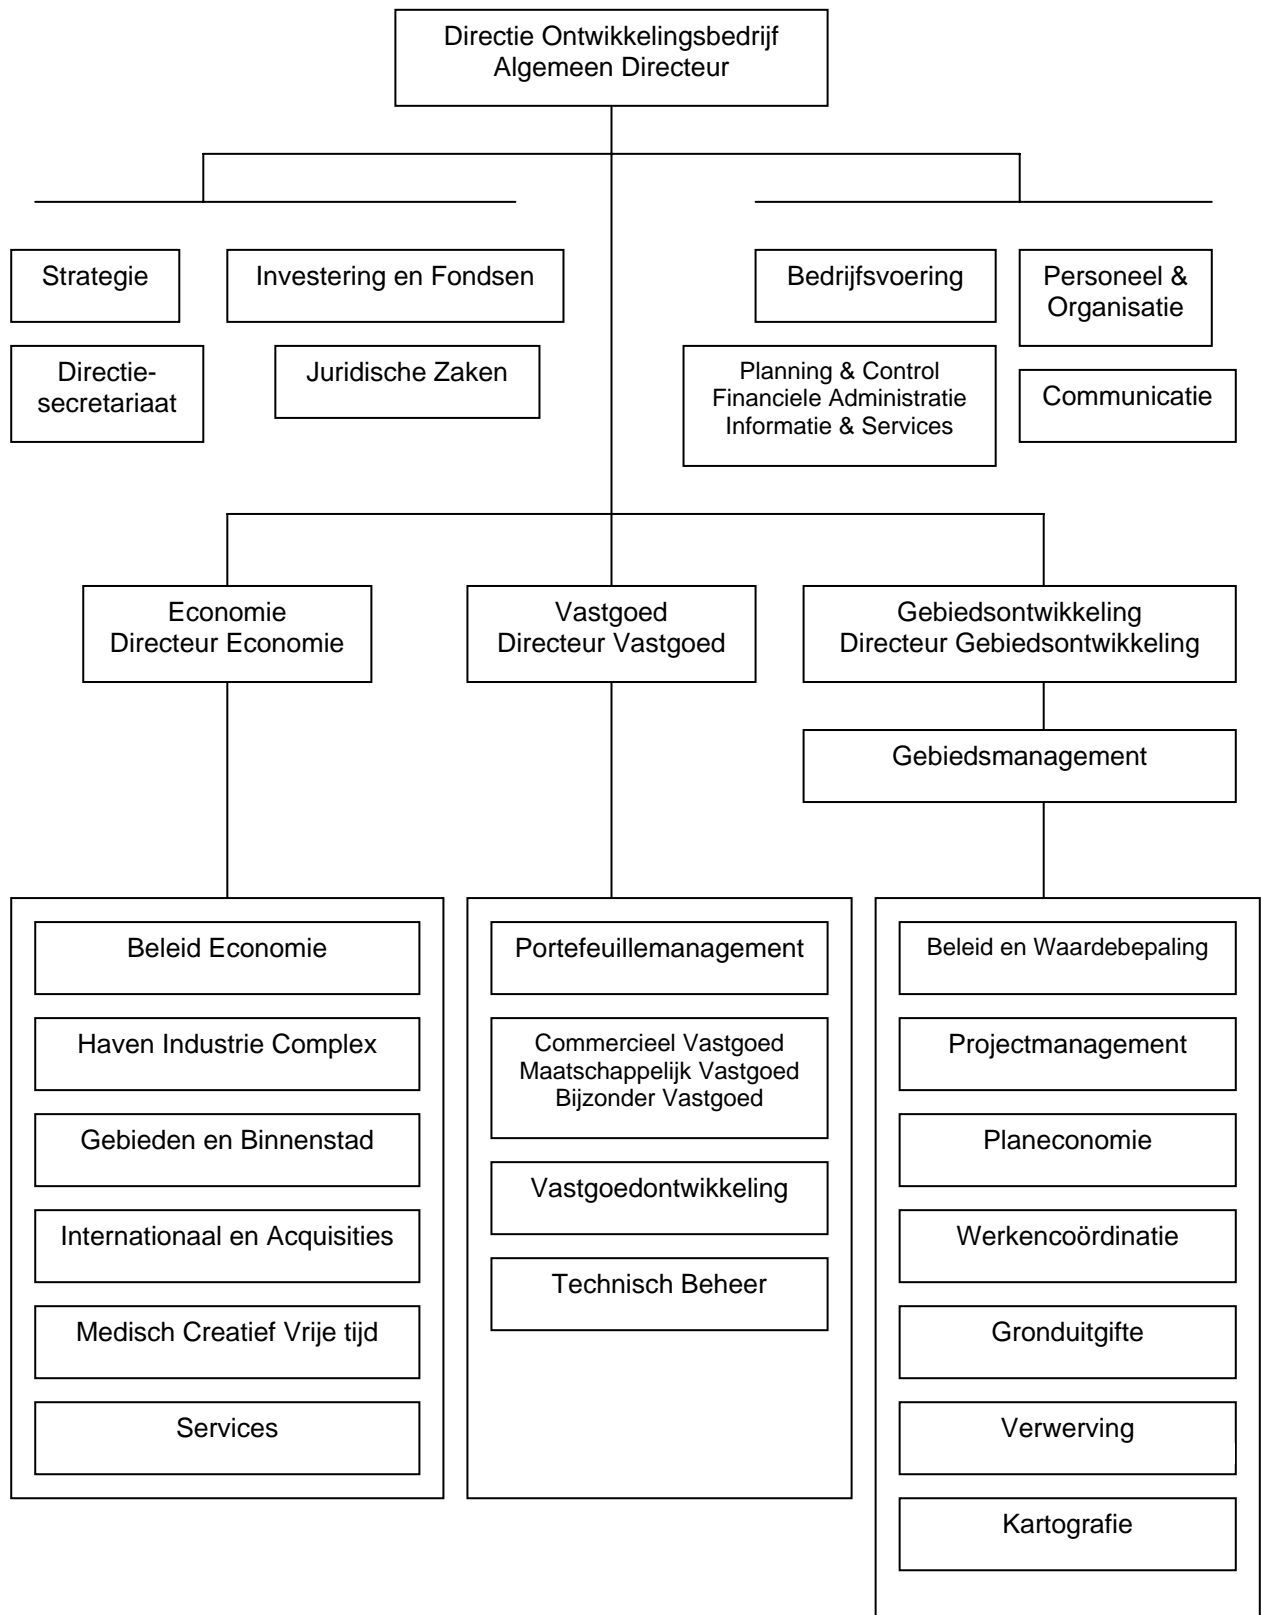 Directie Ontwikkelingsbedrijf
Algemeen Directeur
Strategie
Investering en Fondsen
Directie-
secretariaat
Juridische Zaken
Bedrijfsvoering
Personeel &
Organisatie
Planning & Control
Financiele Administratie
Informatie & Services
Communicatie
Economie
Directeur Economie
Vastgoed
Directeur Vastgoed
Gebiedsontwikkeling
Directeur Gebiedsontwikkeling
Gebiedsmanagement
Beleid Economie
Haven Industrie Complex
Gebieden en Binnenstad
Internationaal en Acquisities
Medisch Creatief Vrije tijd
Services
Portefeuillemanagement
Commercieel Vastgoed
Maatschappelijk Vastgoed
Bijzonder Vastgoed
Vastgoedontwikkeling
Technisch Beheer
Beleid en Waardebepaling
Projectmanagement
Planeconomie
Werkencoördinatie
Gronduitgifte
Verwerving
Kartografie